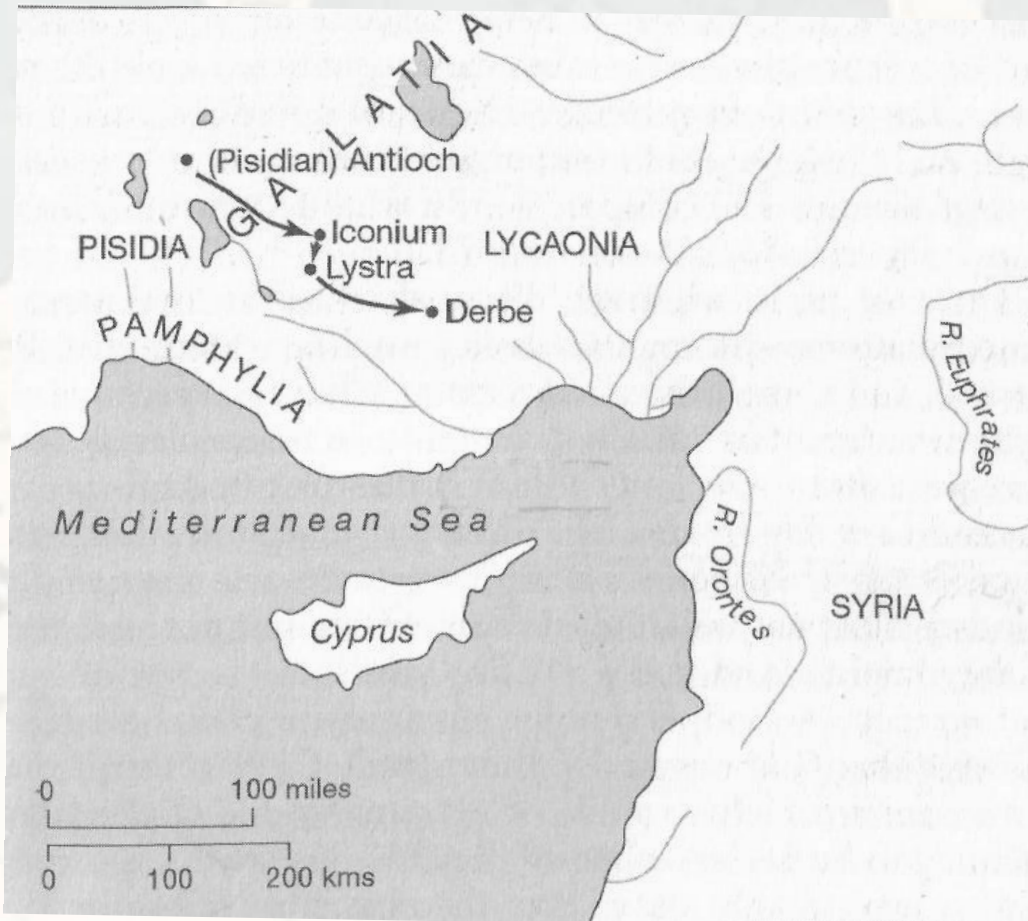 GALATIA
(Pisidian) Antioch
PISIDIA
Iconium
LYCAONIA
Lystra
Derbe
PAMPHYLIA
R. Euphrates
Mediterranean Sea
R. Orontes
SYRIA
Cyprus
0 100 miles
0 100 200 kms